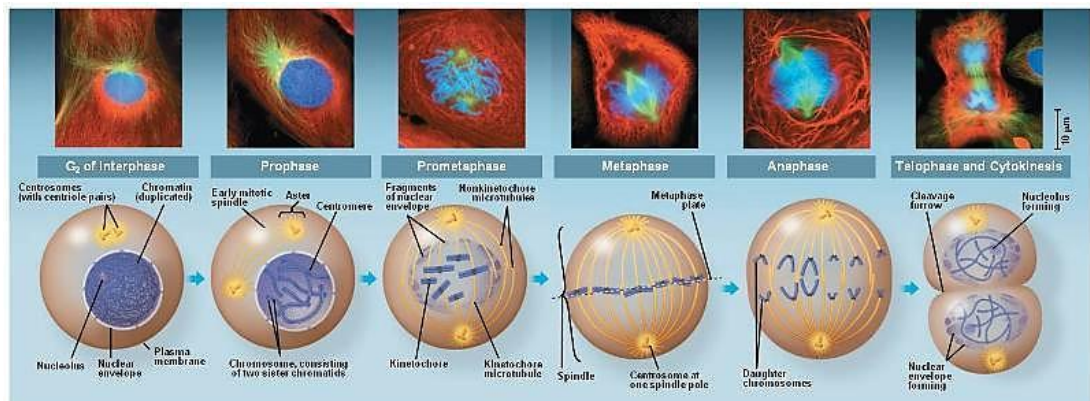 10 µm
G2 of Interphase
Prophase
Prometaphase
Metaphase
Anaphase
Telophase and Cytokinesis
Centrosomes
(with centriole pairs)
Chromatin
(duplicated)
Nucleolus
Nuclear
envelope
Plasma
membrane
Early mitotic
spindle
Aster
Centromere
Chromosome, consisting
of two sister chromatids
Fragments
of nuclear
envelope
Nonkinetochore
microtubules
Kinetochore
Kinetochore
microtubule
Metaphase
plate
Spindle
Centrosome at
one spindle pole
Daughter
chromosomes
Cleavage
furrow
Nucleolus
forming
Nuclear
envelope
forming